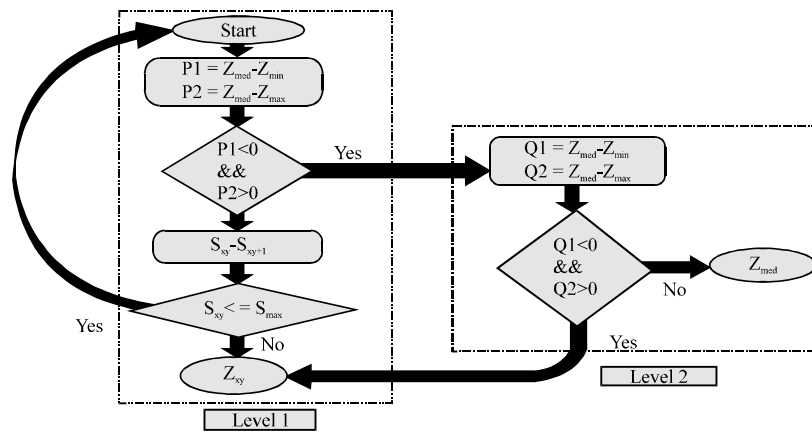 Start
P1 = Zmed-Zmin
P2 = Zmed-Zmax
P1<0
&&
P2>0
Yes
Sxy-Sxy+1
Sxy< = Smax
Yes
No
Zxy
Level 1
Q1 = Zmed-Zmin
Q2 = Zmed-Zmax
Q1<0
&&
Q2>0
No
Zmed
Yes
Level 2